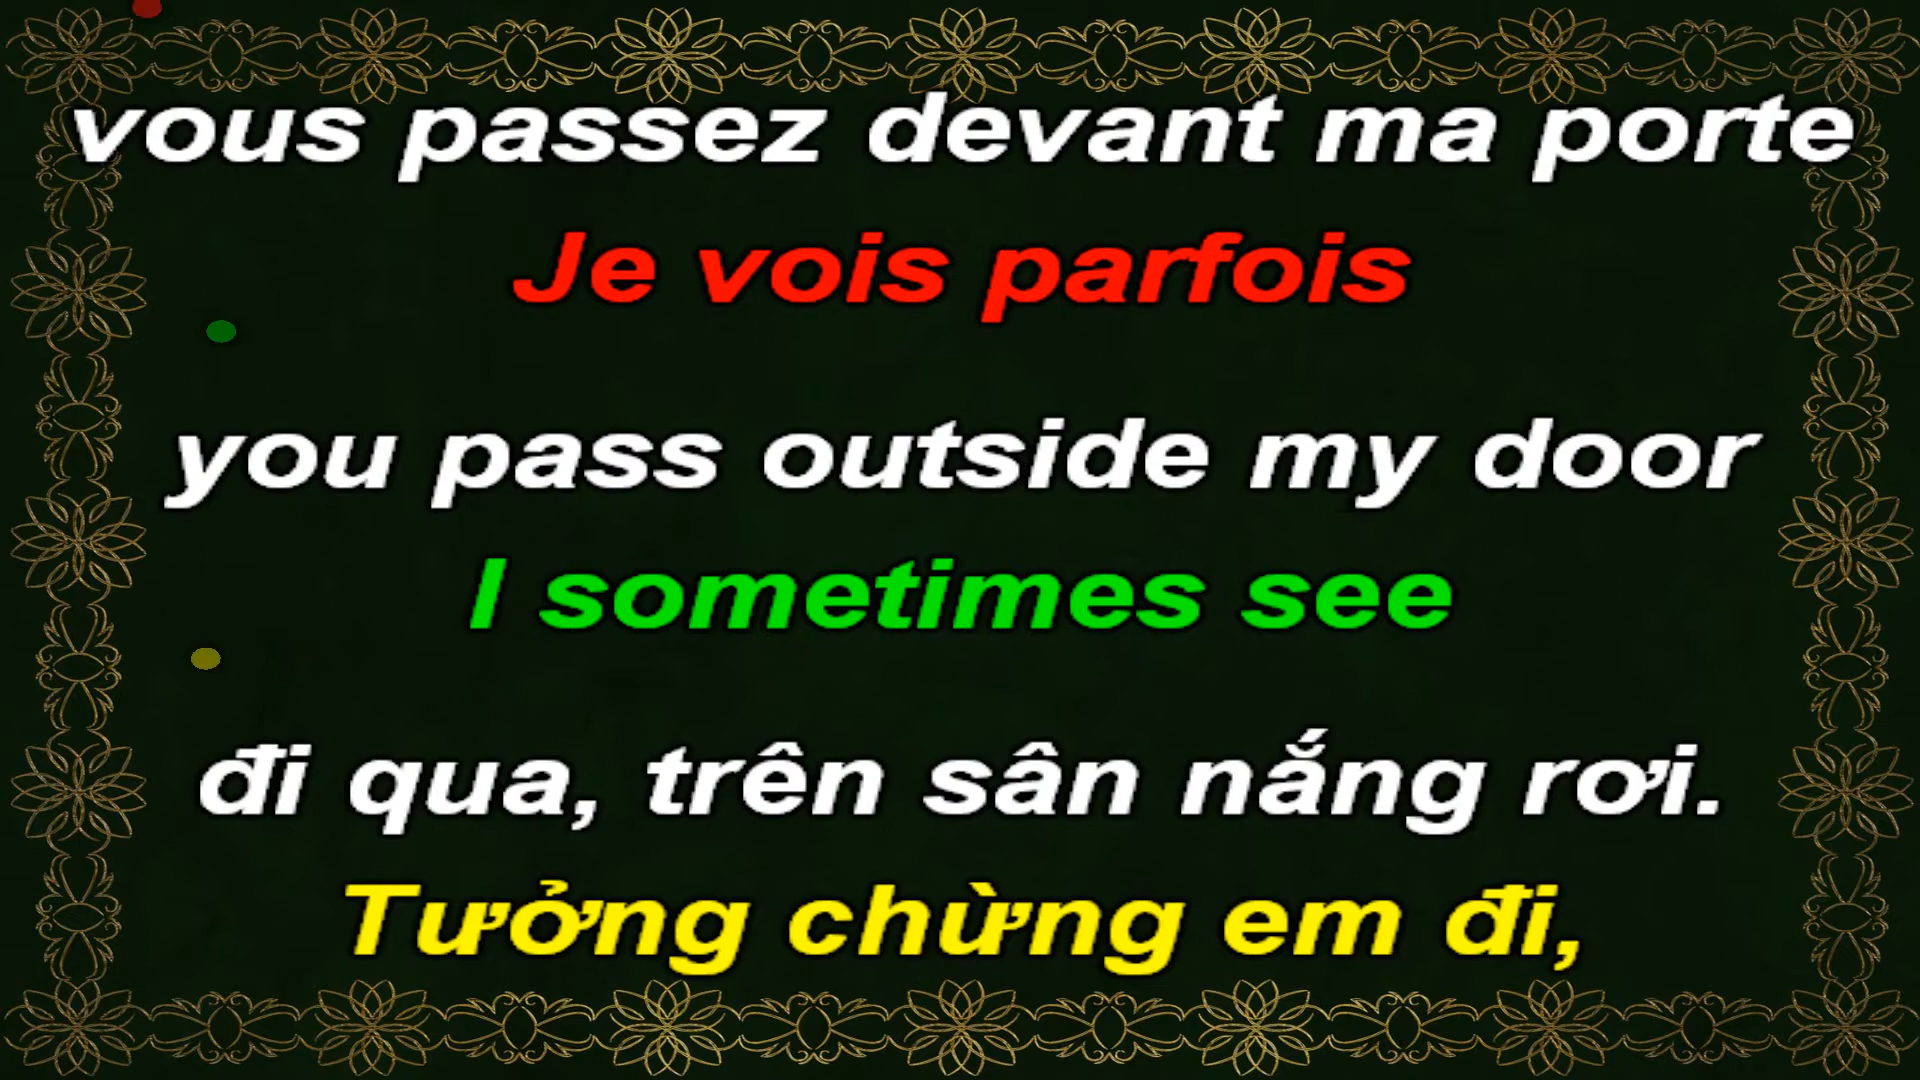 vous passez devant ma porte
Je vois parfois
you pass outside my door
I sometimes see
đi qua, trên sân nắng rơi.
Tưởng chừng em đi,